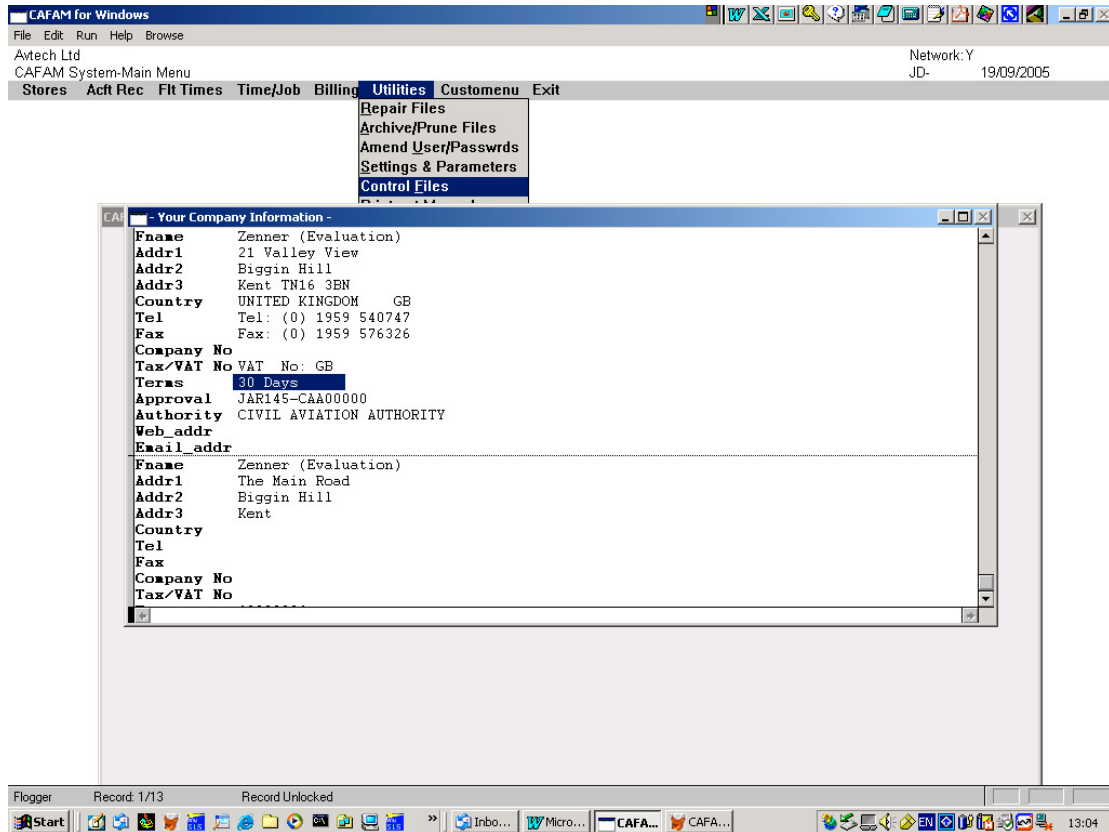 CAFAM for Windows
File Edit Run Help Browse
Avtech Ltd Network: Y
CAFAM System-Main Menu JD- 19/09/2005
Stores Acft Rec Flt Times Time/Job Billing Utilities Customenu Exit
Repair Files
Archive/Prune Files
Amend User/Passwrds
Settings & Parameters
Control Files
CAF - Your Company Information -
Fname Zenner (Evaluation)
Addr1 21 Valley View
Addr2 Biggin Hill
Addr3 Kent TN16 3BN
Country UNITED KINGDOM GB
Tel Tel: (0) 1959 540747
Fax Fax: (0) 1959 576326
Company No
Tax/VAT No VAT No: GB
Terms 30 Days
Approval JAR145-CAA00000
Authority CIVIL AVIATION AUTHORITY
Web_addr
Email_addr
Fname Zenner (Evaluation)
Addr1 The Main Road
Addr2 Biggin Hill
Addr3 Kent
Country
Tel
Fax
Company No
Tax/VAT No
Flogger Record: 1/13 Record Unlocked
Start » Inbo... Micro... CAFA... CAFA... EN 13:04